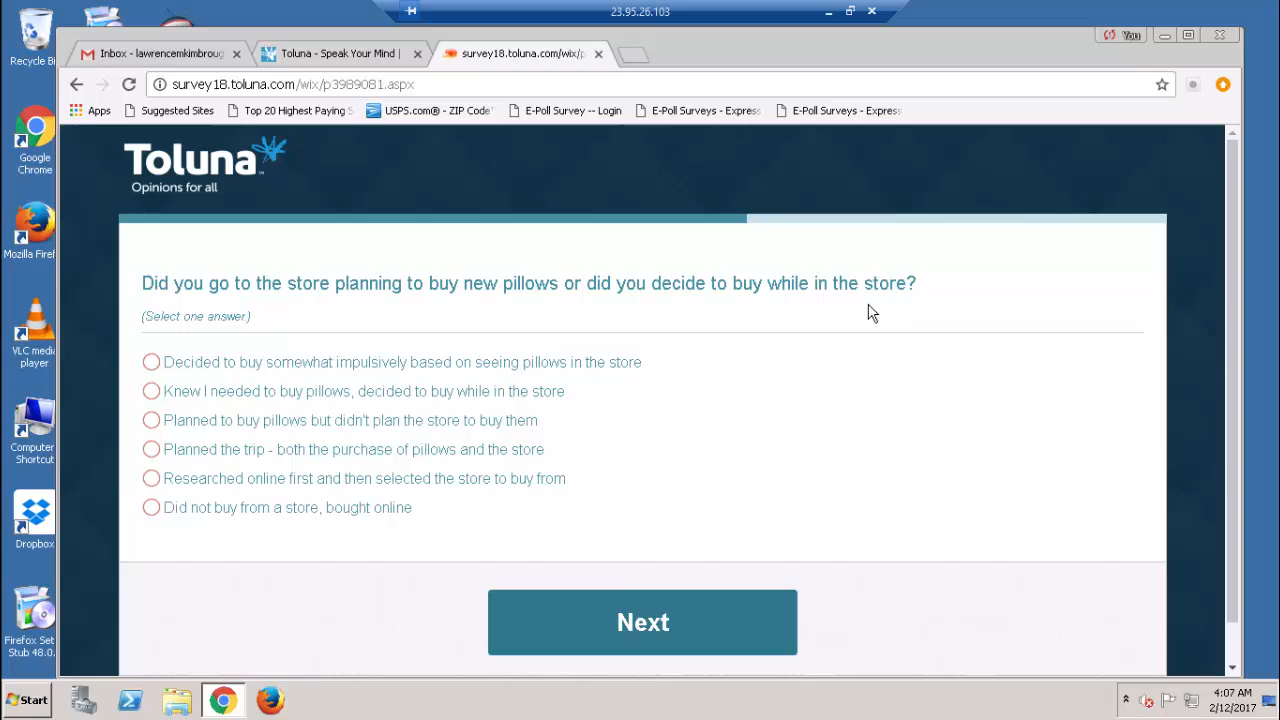 23.95.26.103
Recycle Bi
Inbox - lawrencemkimbroug
Toluna - Speak Your Mind |
survey18.toluna.com/wix/p
You
survey18.toluna.com/wix/p3989081.aspx
Apps
Suggested Sites
Top 20 Highest Paying S
USPS.com® - ZIP Code
E-Poll Survey -- Login
E-Poll Surveys - Express
E-Poll Surveys - Express
Google
Chrome
Mozilla Firef
VLC media
player
Computer
Shortcut
Dropbox
Firefox Set
Stub 48.0.
Toluna
Opinions for all
Did you go to the store planning to buy new pillows or did you decide to buy while in the store?
(Select one answer.)
Decided to buy somewhat impulsively based on seeing pillows in the store
Knew I needed to buy pillows, decided to buy while in the store
Planned to buy pillows but didn't plan the store to buy them
Planned the trip - both the purchase of pillows and the store
Researched online first and then selected the store to buy from
Did not buy from a store, bought online
Next
Start
4:07 AM
2/12/2017